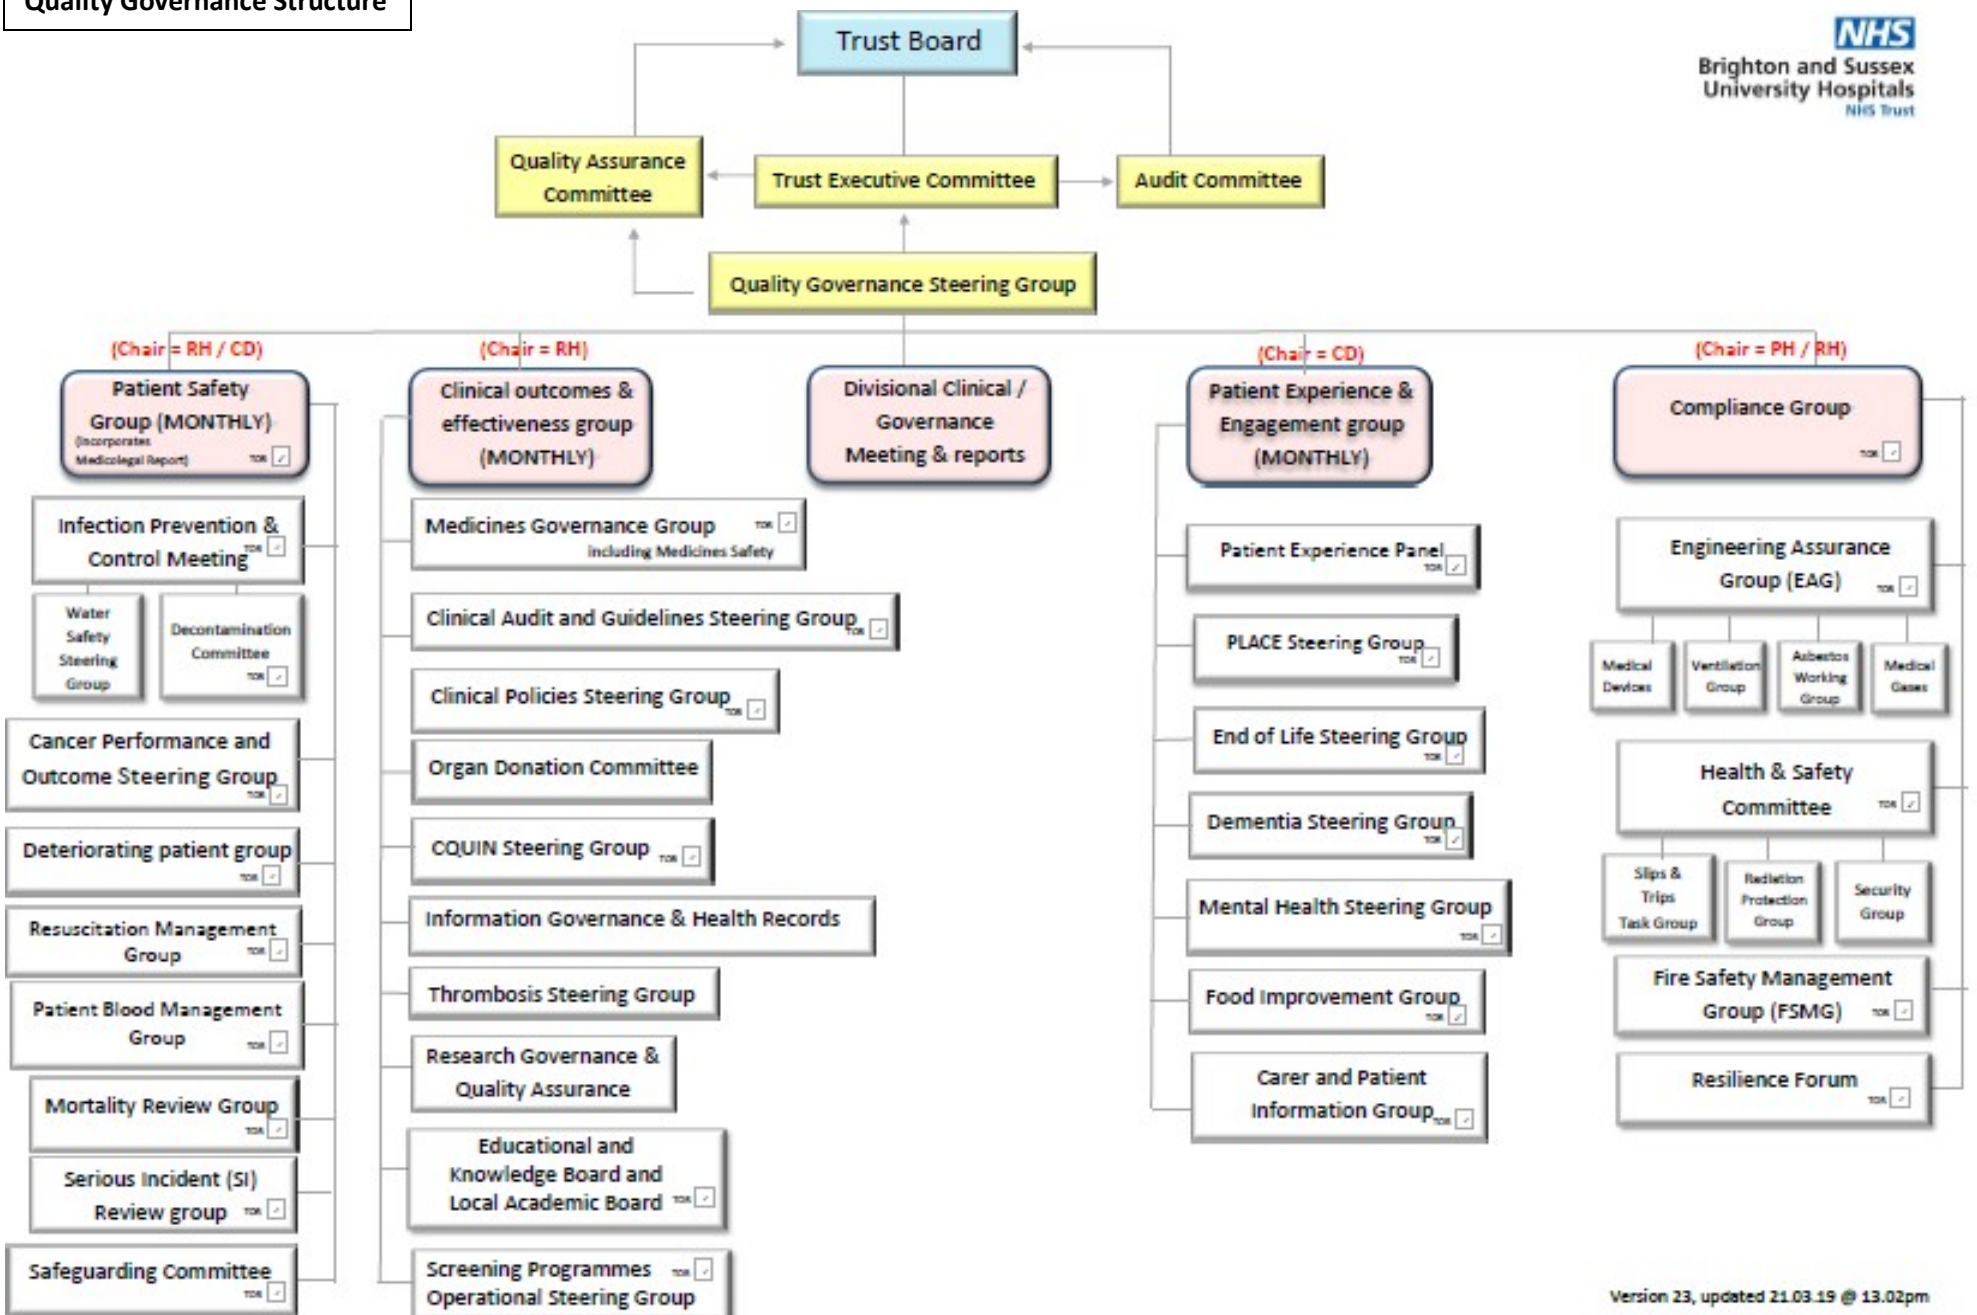 Quality Governance Structure
NHS
Brighton and Sussex
University Hospitals
NHS Trust
Trust Board
Quality Assurance
Committee
Trust Executive Committee
Audit Committee
Quality Governance Steering Group
(Chair = RH / CD)
Patient Safety
Group (MONTHLY)
(Incorporates
Medicolegal Report)
TOR
Infection Prevention &
Control Meeting
TOR
Water
Safety
Steering
Group
Decontamination
Committee
TOR
Cancer Performance and
Outcome Steering Group
TOR
Deteriorating patient group
TOR
Resuscitation Management
Group
TOR
Patient Blood Management
Group
TOR
Mortality Review Group
TOR
Serious Incident (SI)
Review group
TOR
Safeguarding Committee
TOR
(Chair = RH)
Clinical outcomes &
effectiveness group
(MONTHLY)
Medicines Governance Group
TOR
including Medicines Safety
Clinical Audit and Guidelines Steering Group
TOR
Clinical Policies Steering Group
TOR
Organ Donation Committee
CQUIN Steering Group
TOR
Information Governance & Health Records
Thrombosis Steering Group
Research Governance &
Quality Assurance
Educational and
Knowledge Board and
Local Academic Board
TOR
Screening Programmes
TOR
Operational Steering Group
Divisional Clinical /
Governance
Meeting & reports
(Chair = CD)
Patient Experience &
Engagement group
(MONTHLY)
Patient Experience Panel
TOR
PLACE Steering Group
TOR
End of Life Steering Group
TOR
Dementia Steering Group
TOR
Mental Health Steering Group
TOR
Food Improvement Group
TOR
Carer and Patient
Information Group
TOR
(Chair = PH / RH)
Compliance Group
TOR
Engineering Assurance
Group (EAG)
TOR
Medical
Devices
Ventilation
Group
Asbestos
Working
Group
Medical
Gases
Health & Safety
Committee
TOR
Slips &
Trips
Task Group
Radiation
Protection
Group
Security
Group
Fire Safety Management
Group (FSMG)
TOR
Resilience Forum
TOR
Version 23, updated 21.03.19 @ 13.02pm